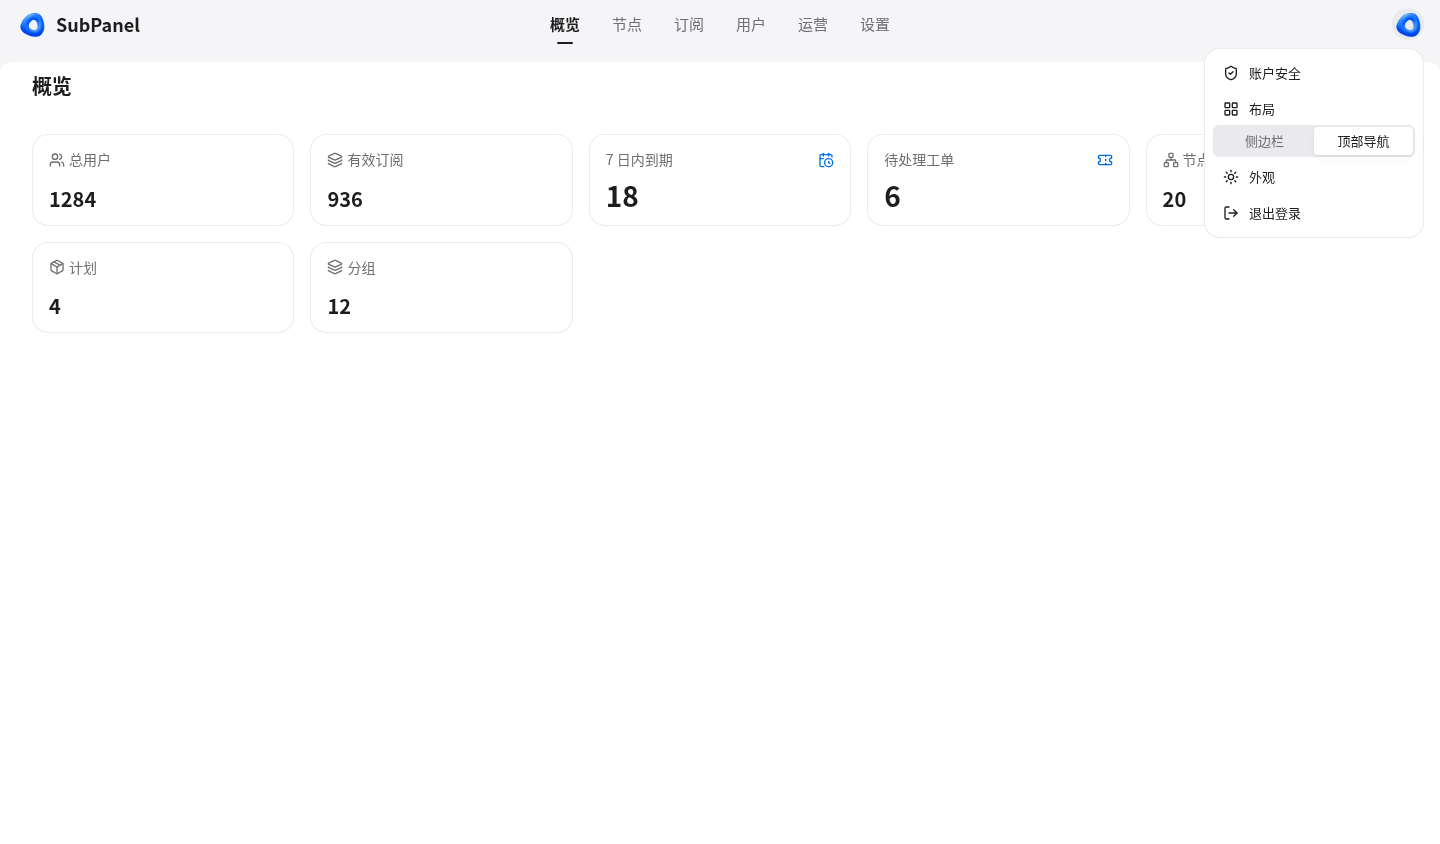 SubPanel
概览 节点 订阅 用户 运营 设置
概览
账户安全
布局
侧边栏 顶部导航
外观
退出登录
总用户
1284
有效订阅
936
7 日内到期
18
待处理工单
6
节点
20
计划
4
分组
12